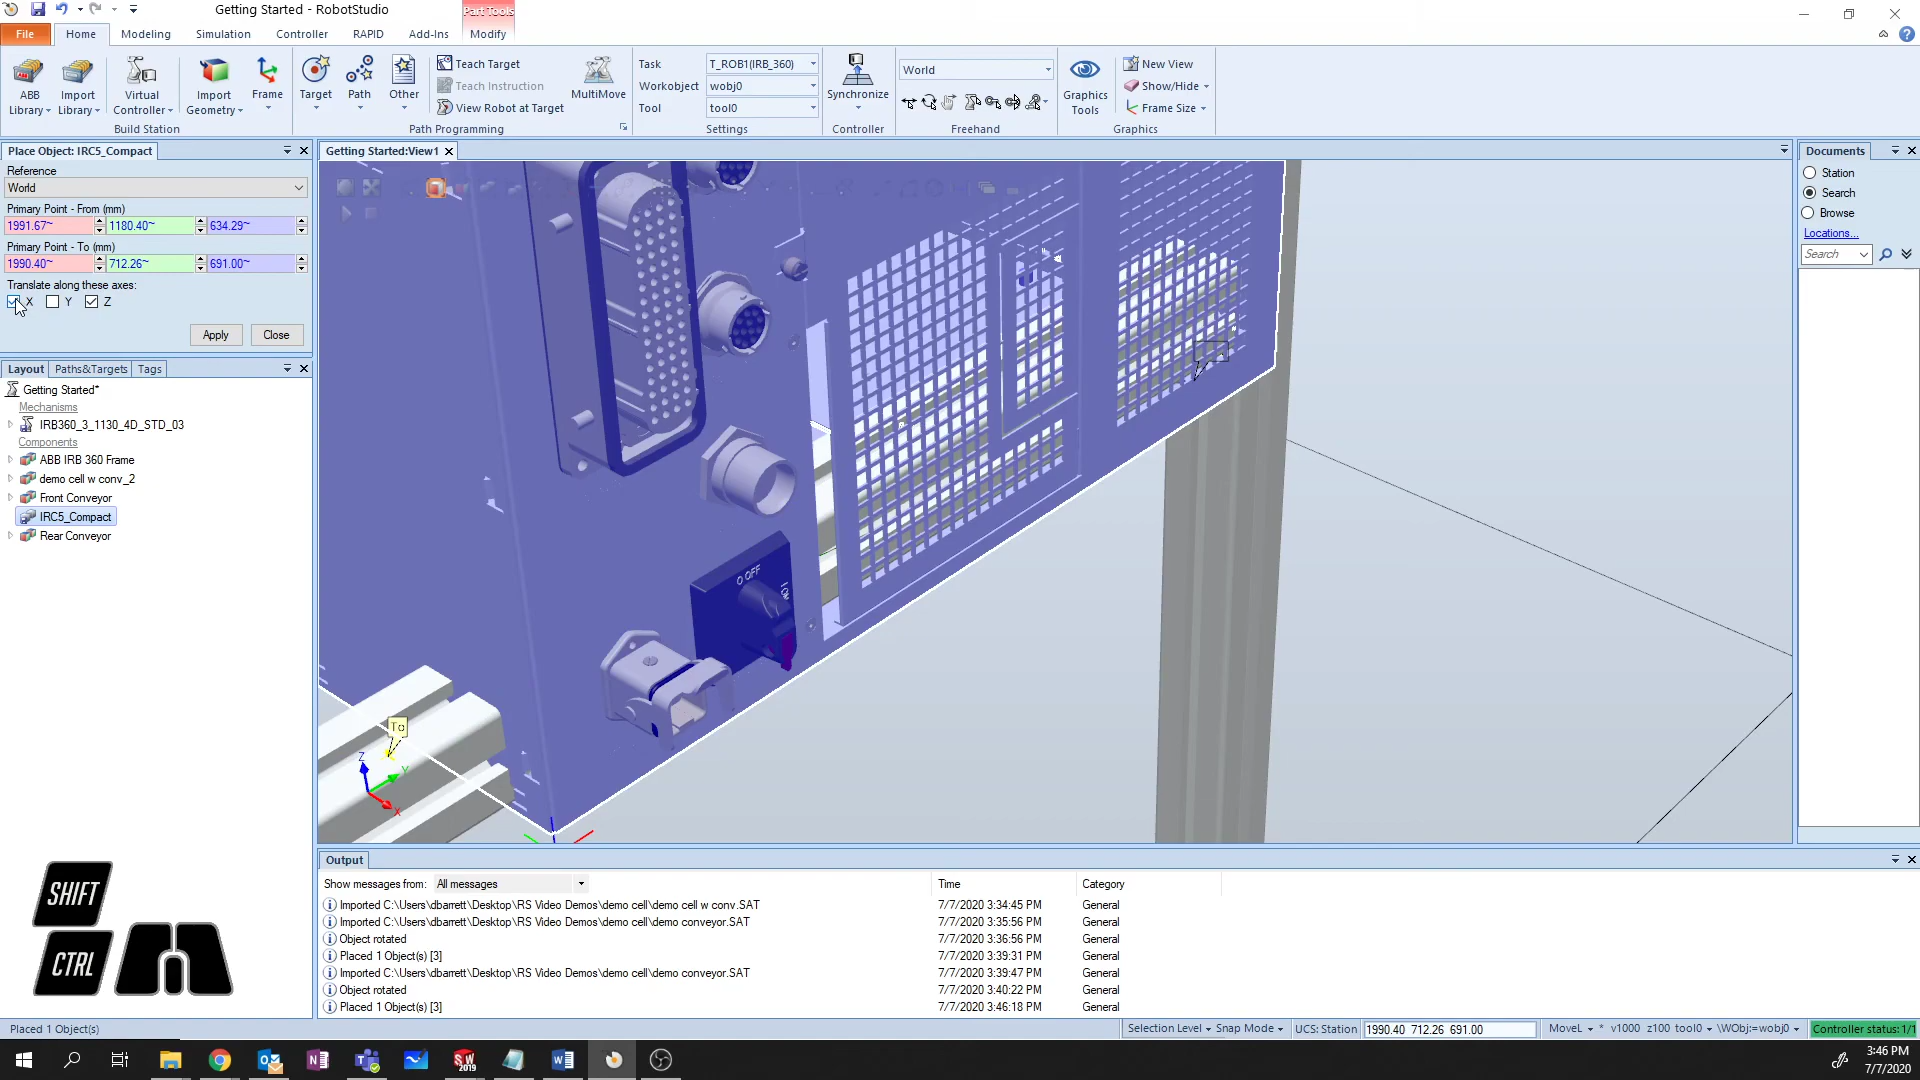 Getting Started - RobotStudio
Part Tools
File
Home
Modeling
Simulation
Controller
RAPID
Add-Ins
Modify
ABB Library
Import Library
Virtual Controller
Import Geometry
Frame
Build Station
Target
Path
Other
Teach Target
Teach Instruction
View Robot at Target
MultiMove
Path Programming
Task T_ROB1(IRB_360)
Workobject wobj0
Tool tool0
Settings
Synchronize
Controller
World
Freehand
Graphics Tools
New View
Show/Hide
Frame Size
Graphics
Place Object: IRC5_Compact
Reference
World
Primary Point - From (mm)
1991.67~ 1180.40~ 634.29~
Primary Point - To (mm)
1990.40~ 712.26~ 691.00~
Translate along these axes:
X Y Z
Apply Close
Layout Paths&Targets Tags
Getting Started*
Mechanisms
IRB360_3_1130_4D_STD_03
Components
ABB IRB 360 Frame
demo cell w conv_2
Front Conveyor
IRC5_Compact
Rear Conveyor
SHIFT
CTRL
Getting Started:View1
O OFF
To
Z
Y
X
Documents
Station
Search
Browse
Locations...
Search
Output
Show messages from: All messages Time Category
Imported C:\Users\dbarrett\Desktop\RS Video Demos\demo cell\demo cell w conv.SAT 7/7/2020 3:34:45 PM General
Imported C:\Users\dbarrett\Desktop\RS Video Demos\demo cell\demo conveyor.SAT 7/7/2020 3:35:56 PM General
Object rotated 7/7/2020 3:36:56 PM General
Placed 1 Object(s) [3] 7/7/2020 3:39:31 PM General
Imported C:\Users\dbarrett\Desktop\RS Video Demos\demo cell\demo conveyor.SAT 7/7/2020 3:39:47 PM General
Object rotated 7/7/2020 3:40:22 PM General
Placed 1 Object(s) [3] 7/7/2020 3:46:18 PM General
Placed 1 Object(s)
Selection Level Snap Mode UCS: Station 1990.40 712.26 691.00 MoveL * v1000 z100 tool0 \WObj:=wobj0 Controller status: 1/1
SW 2019
3:46 PM
7/7/2020